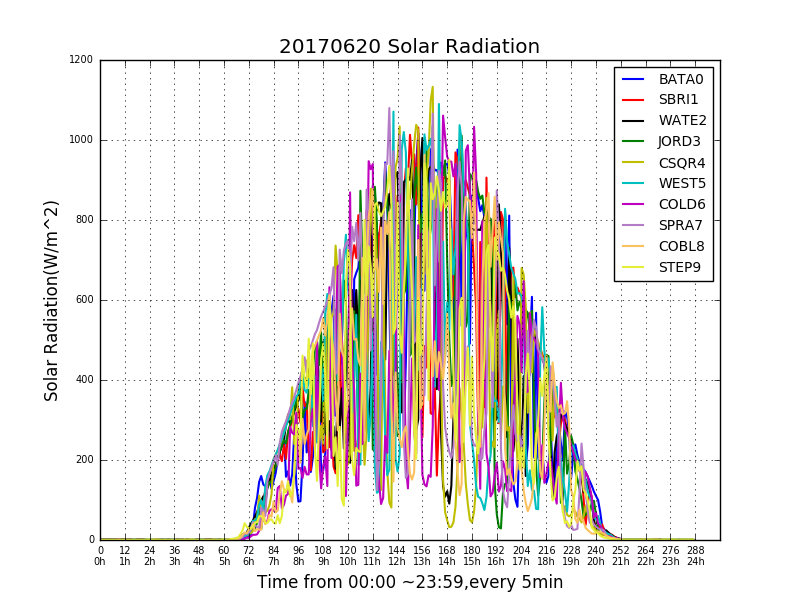 20170620 Solar Radiation
1200
1000
800
600
400
200
0
Solar Radiation(W/m^2)
BATA0
SBRI1
WATE2
JORD3
CSQR4
WEST5
COLD6
SPRA7
COBL8
STEP9
0 12 24 36 48 60 72 84 96 108 120 132 144 156 168 180 192 204 216 228 240 252 264 276 288
0h 1h 2h 3h 4h 5h 6h 7h 8h 9h 10h 11h 12h 13h 14h 15h 16h 17h 18h 19h 20h 21h 22h 23h 24h
Time from 00:00 ~23:59,every 5min